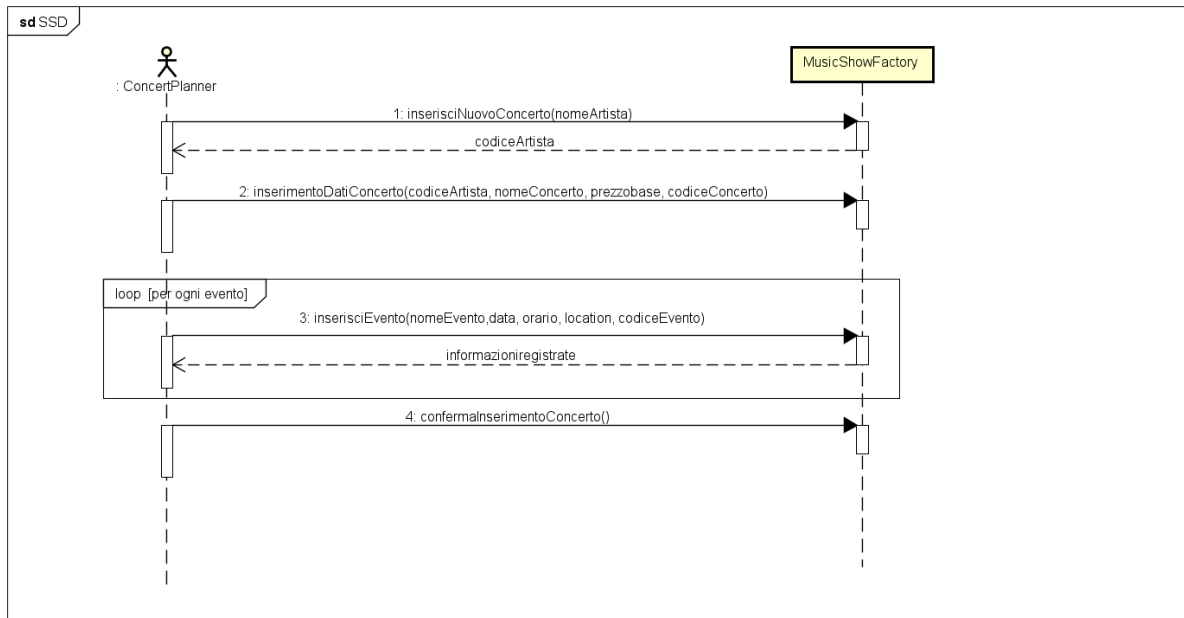 sd SSD
: ConcertPlanner
MusicShowFactory
1: inserisciNuovoConcerto(nomeArtista)
codiceArtista
2: inserimentoDatiConcerto(codiceArtista, nomeConcerto, prezzobase, codiceConcerto)
loop [per ogni evento]
3: inserisciEvento(nomeEvento,data, orario, location, codiceEvento)
informazioniregistrate
4: confermaInserimentoConcerto()